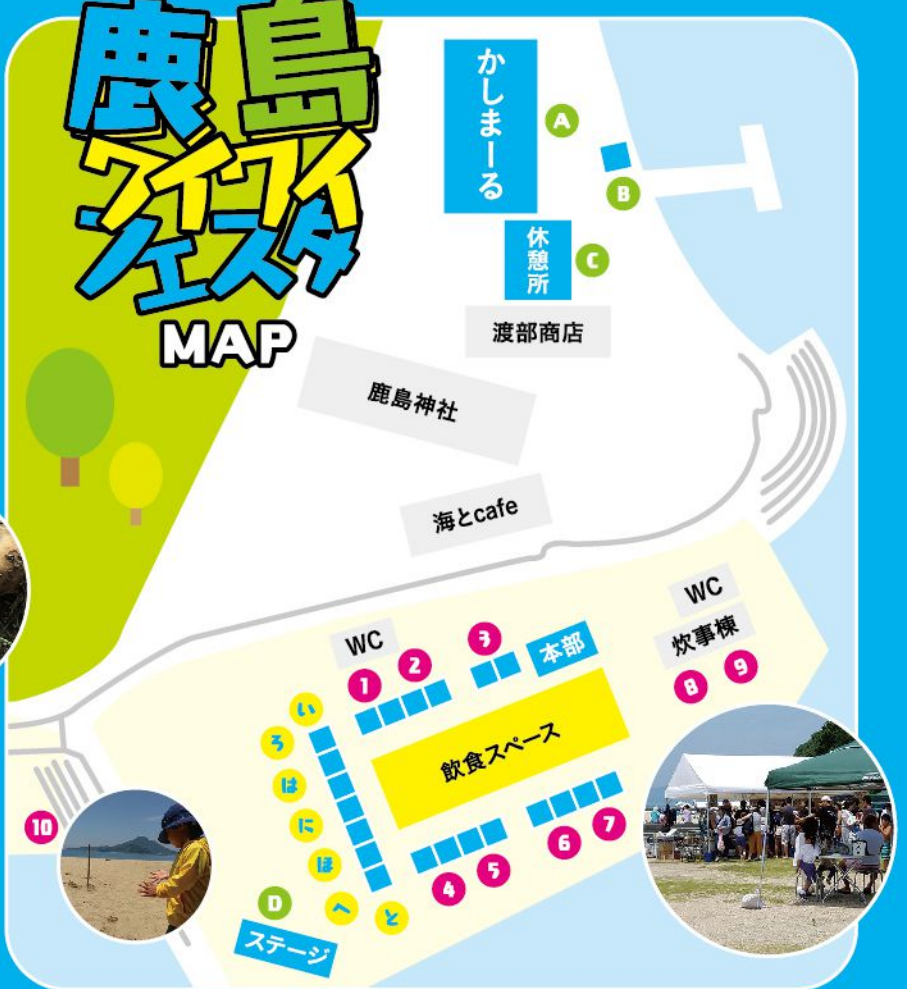 鹿島
ワイワイ
フェスタ
MAP
かしまーる
A
B
休憩所
C
渡部商店
鹿島神社
海とcafe
WC
WC
炊事棟
1
2
3
本部
8
9
い
ろ
は
に
ほ
へ
と
飲食スペース
4
5
6
7
10
D
ステージ